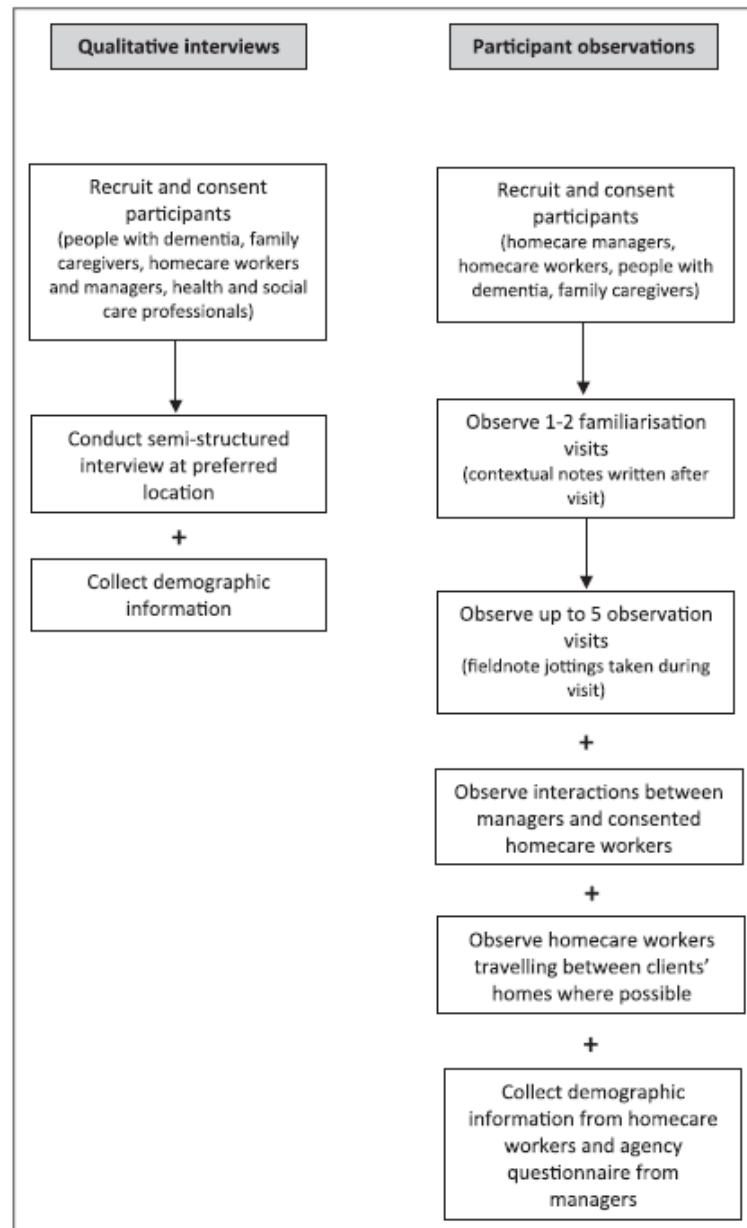 Qualitative interviews
Recruit and consent
participants
(people with dementia, family
caregivers, homecare workers
and managers, health and social
care professionals)
Conduct semi-structured
interview at preferred
location
+
Collect demographic
information
Participant observations
Recruit and consent
participants
(homecare managers,
homecare workers, people with
dementia, family caregivers)
Observe 1-2 familiarisation
visits
(contextual notes written after
visit)
Observe up to 5 observation
visits
(fieldnote jottings taken during
visit)
+
Observe interactions between
managers and consented
homecare workers
+
Observe homecare workers
travelling between clients’
homes where possible
+
Collect demographic
information from homecare
workers and agency
questionnaire from
managers